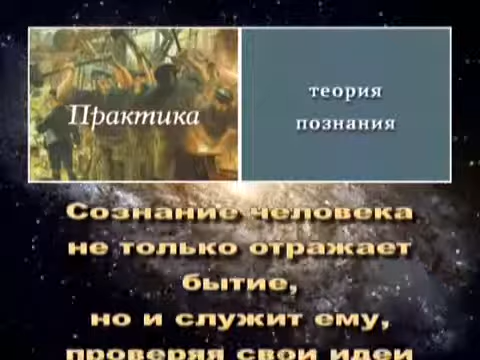 Практика
теория
познания
Сознание человека
не только отражает
бытие,
но и служит ему,
проверяя свои идеи